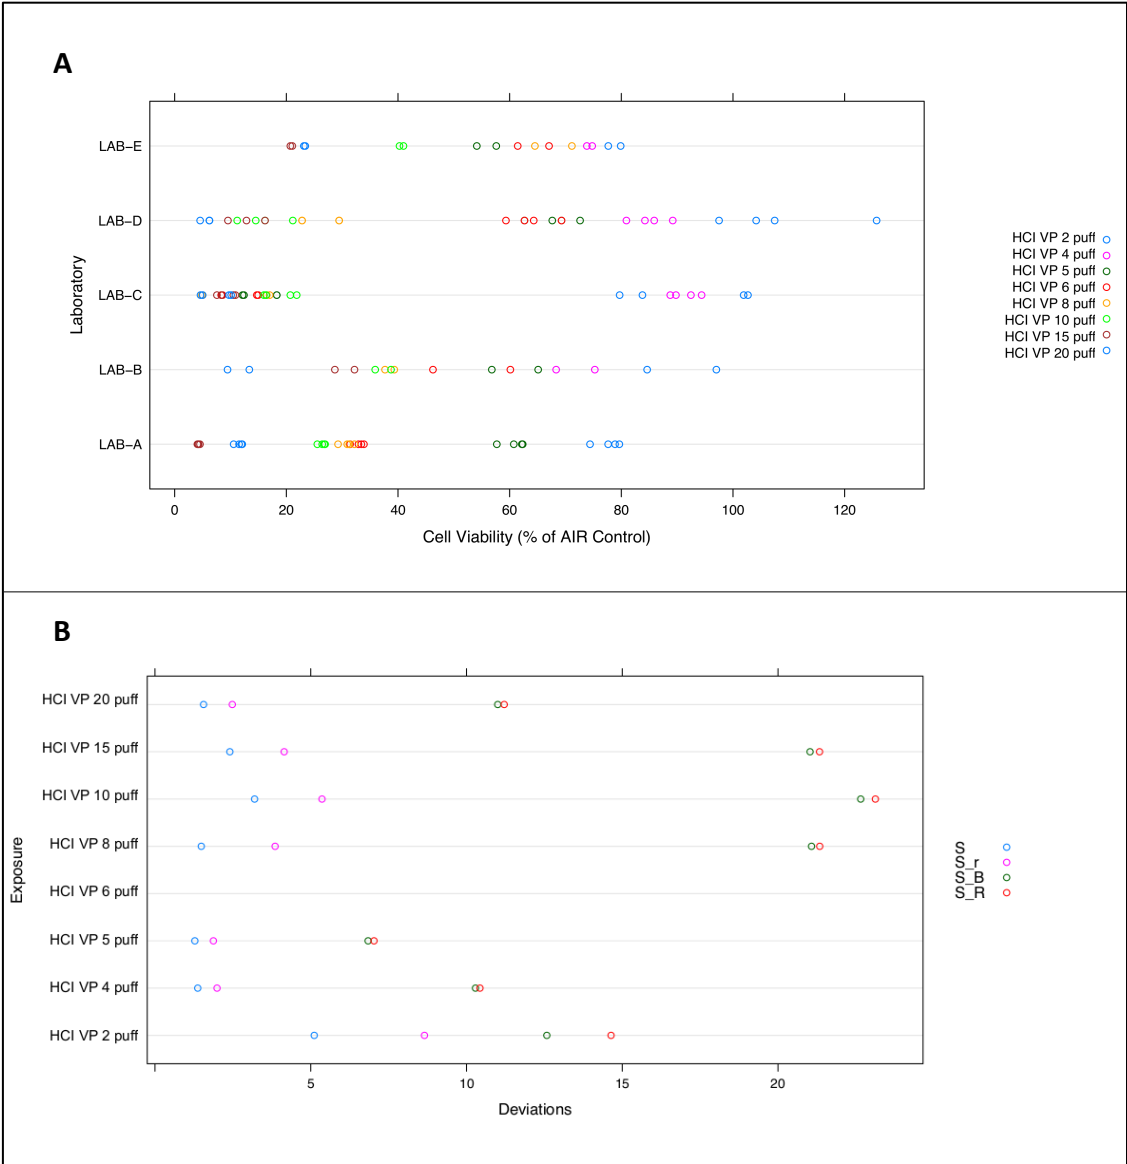 A
LAB–E
LAB–D
LAB–C
LAB–B
LAB–A
Laboratory
0 20 40 60 80 100 120
Cell Viability (% of AIR Control)
HCI VP 2 puff
HCI VP 4 puff
HCI VP 5 puff
HCI VP 6 puff
HCI VP 8 puff
HCI VP 10 puff
HCI VP 15 puff
HCI VP 20 puff
B
HCI VP 20 puff
HCI VP 15 puff
HCI VP 10 puff
HCI VP 8 puff
HCI VP 6 puff
HCI VP 5 puff
HCI VP 4 puff
HCI VP 2 puff
Exposure
5 10 15 20
Deviations
S
S_r
S_B
S_R